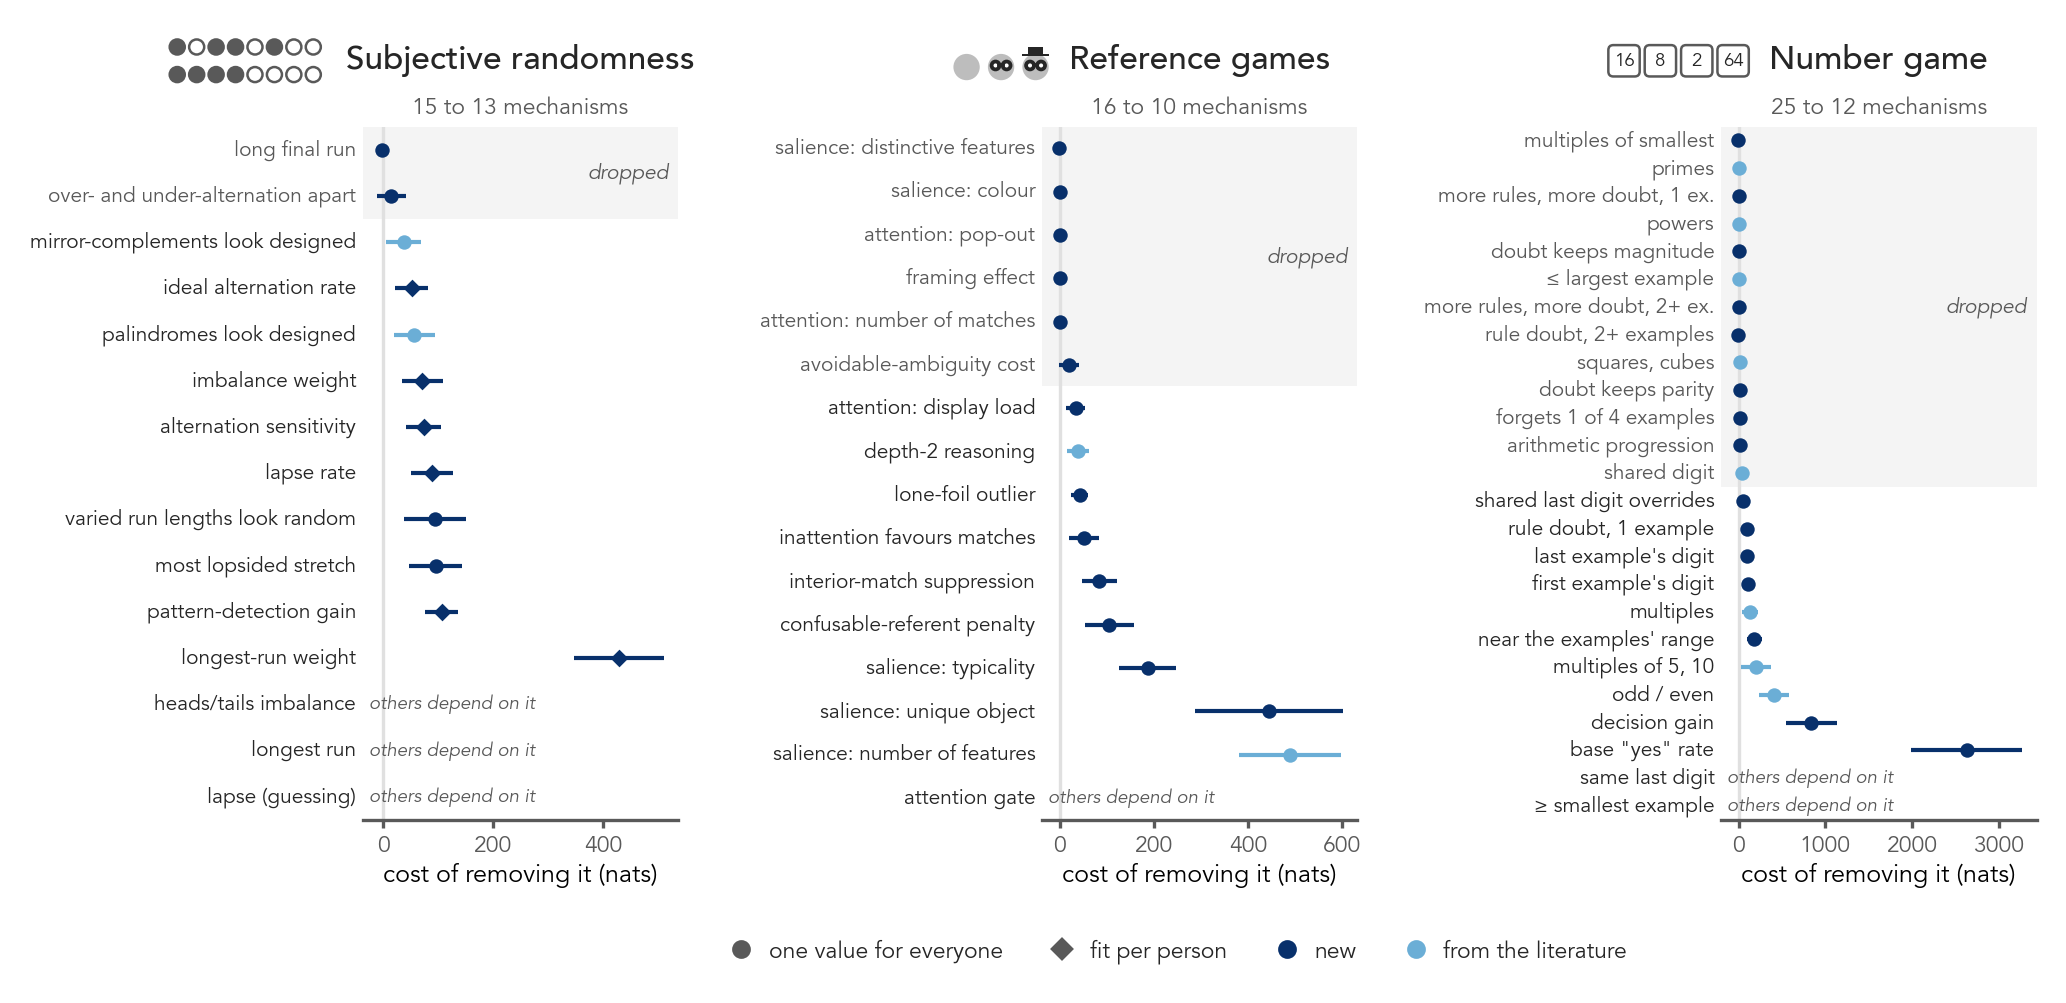 Subjective randomness
15 to 13 mechanisms
long final run
dropped
over- and under-alternation apart
mirror-complements look designed
ideal alternation rate
palindromes look designed
imbalance weight
alternation sensitivity
lapse rate
varied run lengths look random
most lopsided stretch
pattern-detection gain
longest-run weight
heads/tails imbalance others depend on it
longest run others depend on it
lapse (guessing) others depend on it
0 200 400
cost of removing it (nats)
Reference games
16 to 10 mechanisms
salience: distinctive features
salience: colour
attention: pop-out
dropped
framing effect
attention: number of matches
avoidable-ambiguity cost
attention: display load
depth-2 reasoning
lone-foil outlier
inattention favours matches
interior-match suppression
confusable-referent penalty
salience: typicality
salience: unique object
salience: number of features
attention gate others depend on it
0 200 400 600
cost of removing it (nats)
16 8 2 64 Number game
25 to 12 mechanisms
multiples of smallest
primes
more rules, more doubt, 1 ex.
powers
doubt keeps magnitude
≤ largest example
more rules, more doubt, 2+ ex. dropped
rule doubt, 2+ examples
squares, cubes
doubt keeps parity
forgets 1 of 4 examples
arithmetic progression
shared digit
shared last digit overrides
rule doubt, 1 example
last example's digit
first example's digit
multiples
near the examples' range
multiples of 5, 10
odd / even
decision gain
base "yes" rate
same last digit others depend on it
≥ smallest example others depend on it
0 1000 2000 3000
cost of removing it (nats)
one value for everyone fit per person new from the literature